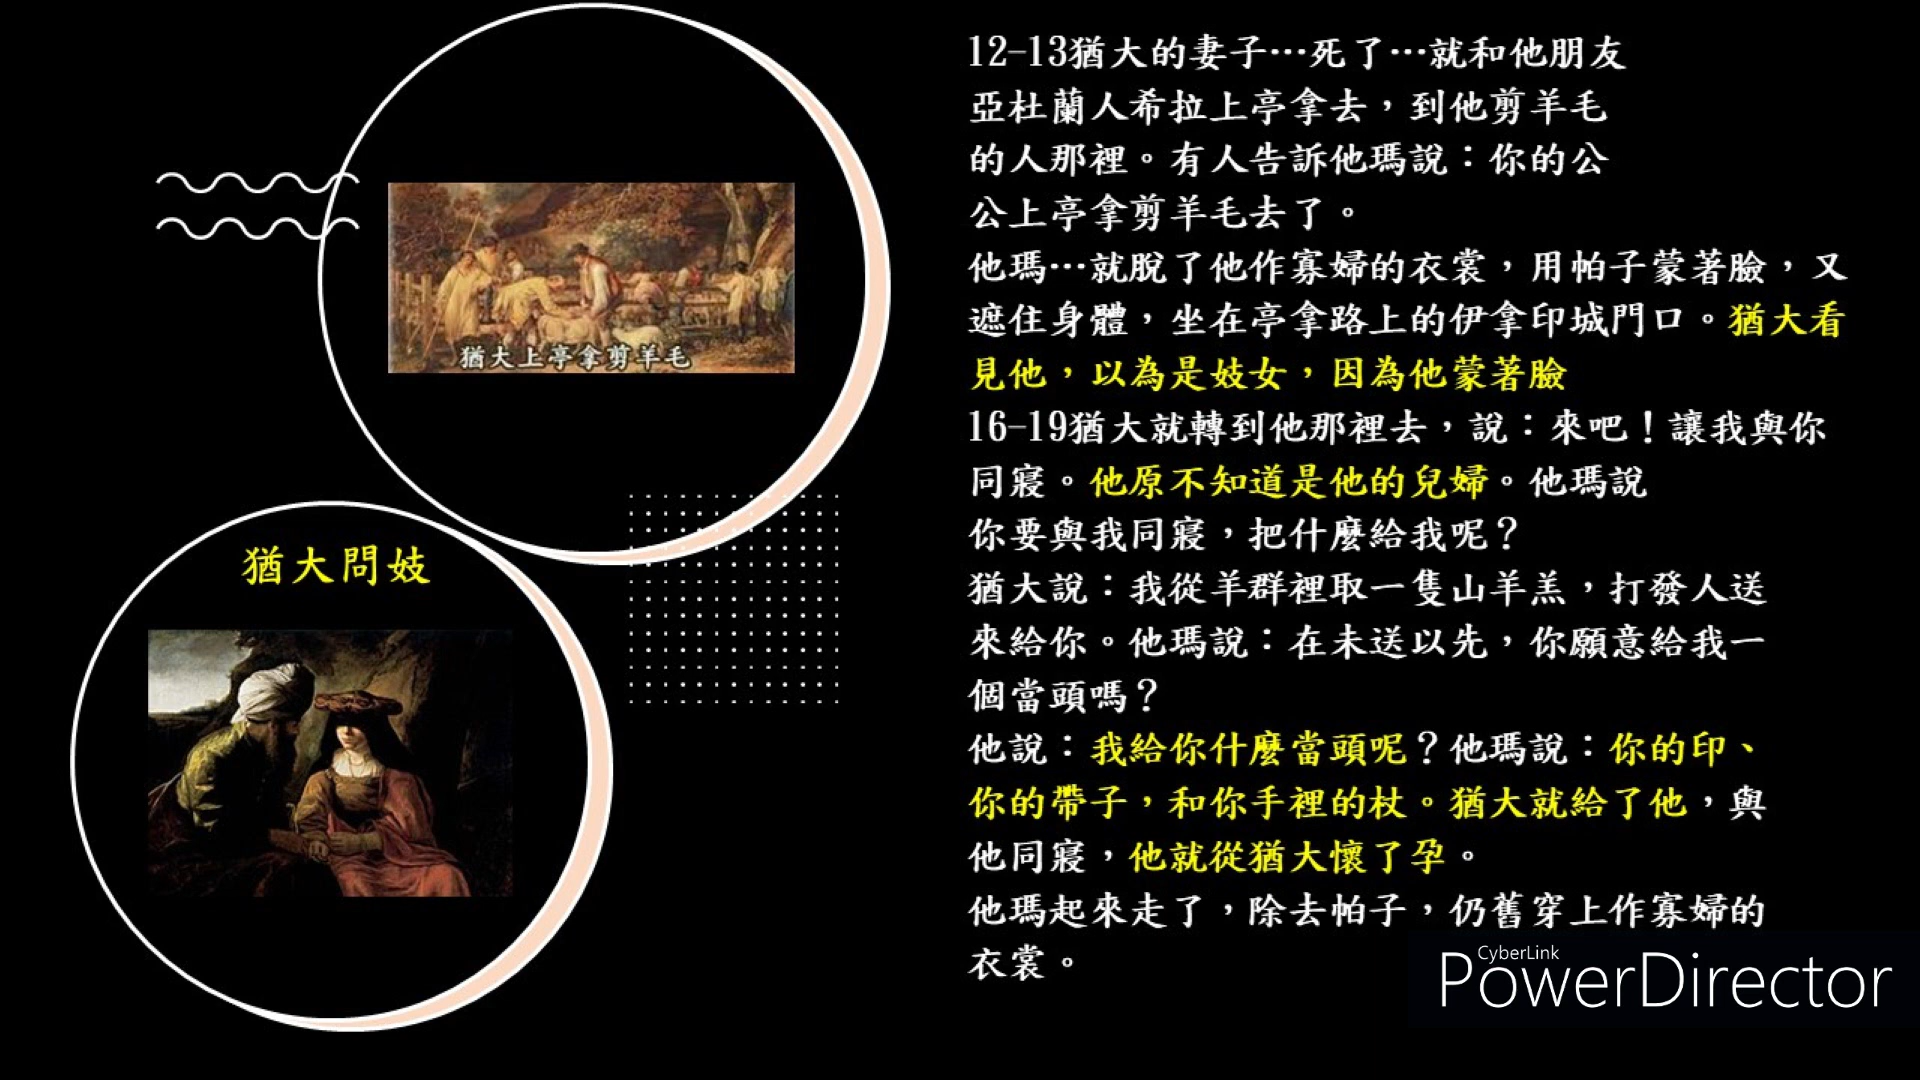 猶大上亭拿剪羊毛
猶大問妓
12-13猶大的妻子…死了…就和他朋友
亞杜蘭人希拉上亭拿去，到他剪羊毛
的人那裡。有人告訴他瑪說：你的公
公上亭拿剪羊毛去了。
他瑪…就脫了他作寡婦的衣裳，用帕子蒙著臉，又
遮住身體，坐在亭拿路上的伊拿印城門口。猶大看
見他，以為是妓女，因為他蒙著臉
16-19猶大就轉到他那裡去，說：來吧！讓我與你
同寢。他原不知道是他的兒婦。他瑪說
你要與我同寢，把什麼給我呢？
猶大說：我從羊群裡取一隻山羊羔，打發人送
來給你。他瑪說：在未送以先，你願意給我一
個當頭嗎？
他說：我給你什麼當頭呢？他瑪說：你的印、
你的帶子，和你手裡的杖。猶大就給了他，與
他同寢，他就從猶大懷了孕。
他瑪起來走了，除去帕子，仍舊穿上作寡婦的
衣裳。
CyberLink
PowerDirector